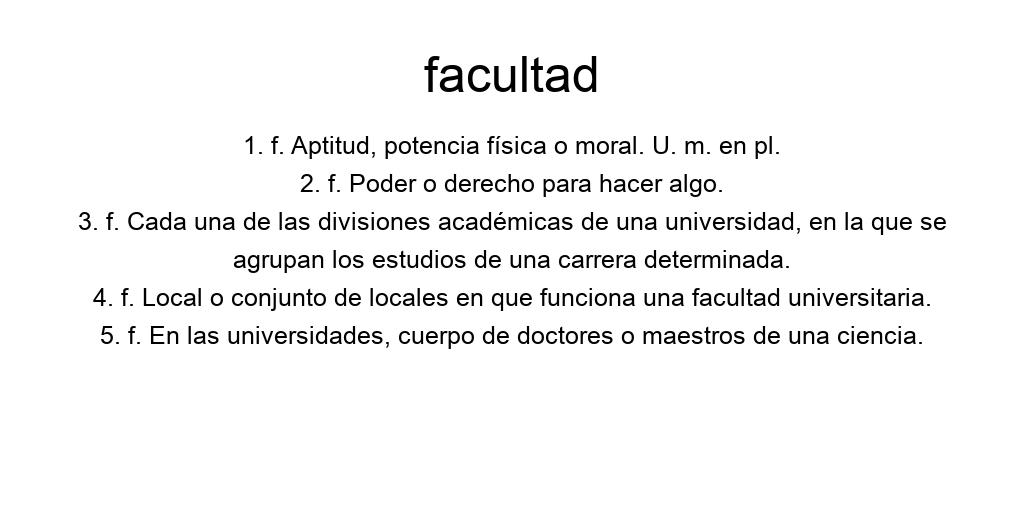 facultad
1. f. Aptitud, potencia física o moral. U. m. en pl.
2. f. Poder o derecho para hacer algo.
3. f. Cada una de las divisiones académicas de una universidad, en la que se
agrupan los estudios de una carrera determinada.
4. f. Local o conjunto de locales en que funciona una facultad universitaria.
5. f. En las universidades, cuerpo de doctores o maestros de una ciencia.